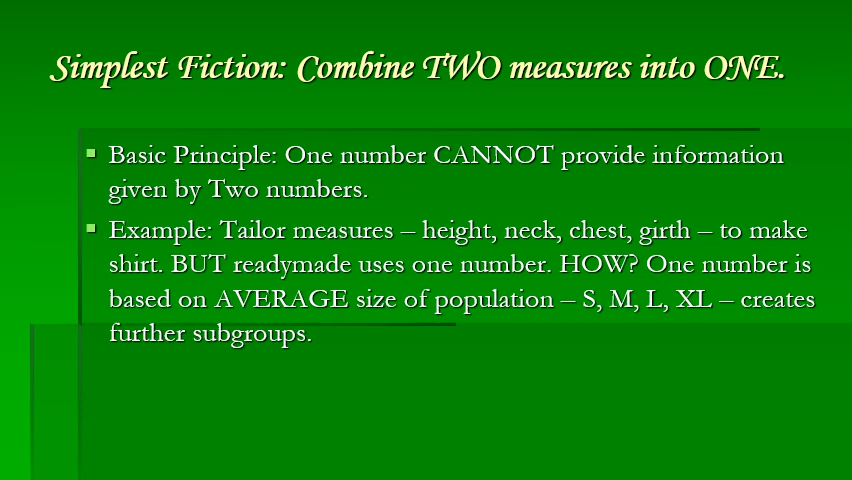 Simplest Fiction: Combine TWO measures into ONE.
▪ Basic Principle: One number CANNOT provide information
given by Two numbers.
▪ Example: Tailor measures – height, neck, chest, girth – to make
shirt. BUT readymade uses one number. HOW? One number is
based on AVERAGE size of population – S, M, L, XL – creates
further subgroups.